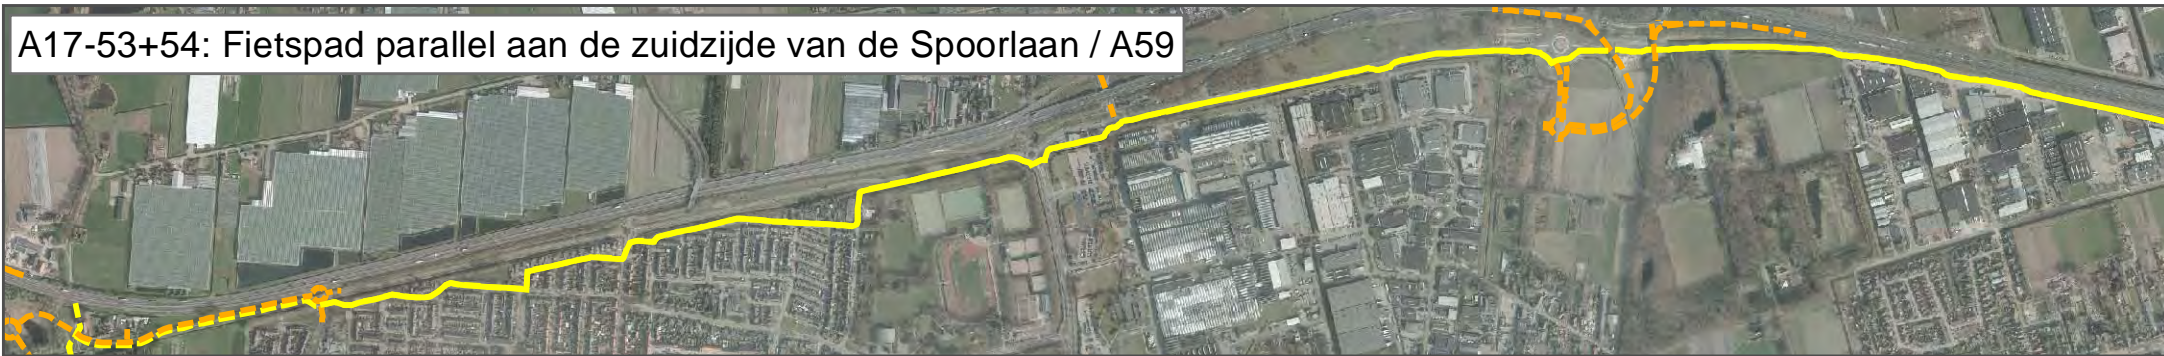 A17-53+54: Fietspad parallel aan de zuidzijde van de Spoorlaan / A59